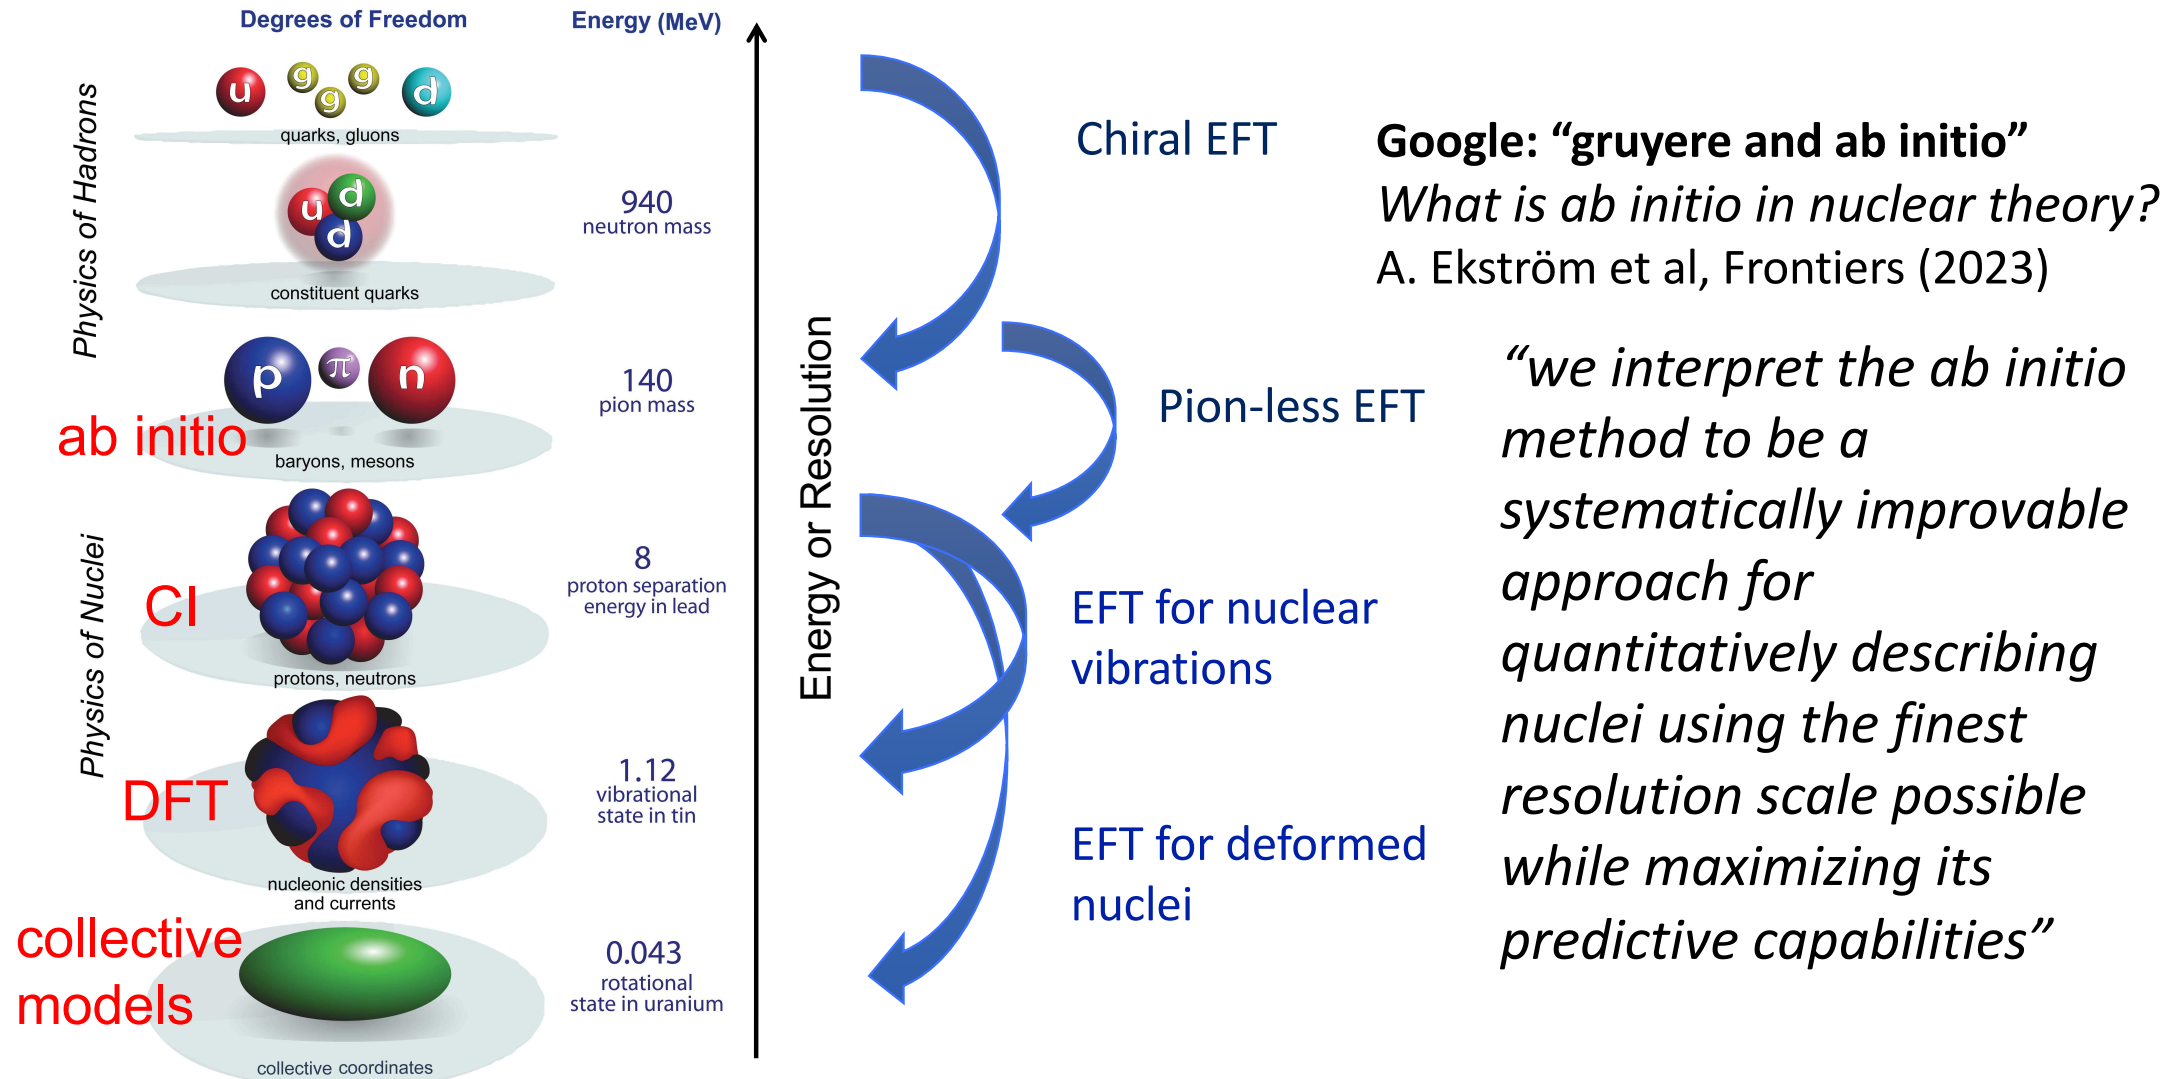 Degrees of Freedom
Energy (MeV)
Physics of Hadrons
u g g g d
quarks, gluons
u d d
constituent quarks
940
neutron mass
p π n
ab initio
baryons, mesons
140
pion mass
Physics of Nuclei
CI
protons, neutrons
8
proton separation
energy in lead
DFT
nucleonic densities
and currents
1.12
vibrational
state in tin
collective
models
collective coordinates
0.043
rotational
state in uranium
Energy or Resolution
Chiral EFT
Pion-less EFT
EFT for nuclear
vibrations
EFT for deformed
nuclei
Google: “gruyere and ab initio”
What is ab initio in nuclear theory?
A. Ekström et al, Frontiers (2023)
“we interpret the ab initio
method to be a
systematically improvable
approach for
quantitatively describing
nuclei using the finest
resolution scale possible
while maximizing its
predictive capabilities”